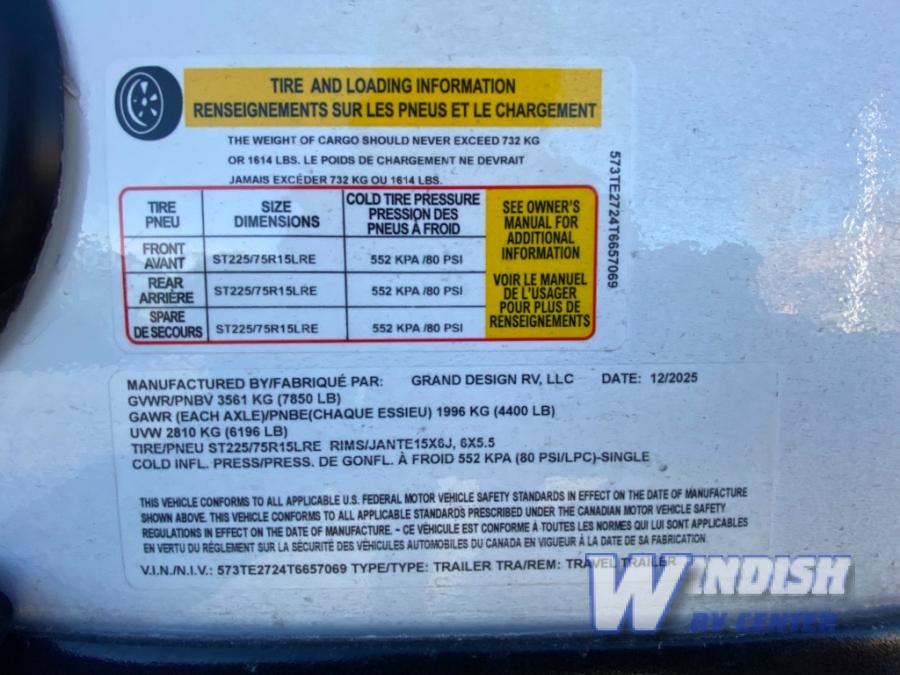 TIRE AND LOADING INFORMATION
RENSEIGNEMENTS SUR LES PNEUS ET LE CHARGEMENT
THE WEIGHT OF CARGO SHOULD NEVER EXCEED 732 KG
OR 1614 LBS. LE POIDS DE CHARGEMENT NE DEVRAIT
JAMAIS EXCÉDER 732 KG OU 1614 LBS.
TIRE
PNEU
SIZE
DIMENSIONS
COLD TIRE PRESSURE
PRESSION DES
PNEUS À FROID
FRONT
AVANT
ST225/75R15LRE
552 KPA /80 PSI
REAR
ARRIÈRE
ST225/75R15LRE
552 KPA /80 PSI
SPARE
DE SECOURS
ST225/75R15LRE
552 KPA /80 PSI
SEE OWNER'S
MANUAL FOR
ADDITIONAL
INFORMATION
VOIR LE MANUEL
DE L'USAGER
POUR PLUS DE
RENSEIGNEMENTS
573TE2724T6657069
MANUFACTURED BY/FABRIQUÉ PAR: GRAND DESIGN RV, LLC DATE: 12/2025
GVWR/PNBV 3561 KG (7850 LB)
GAWR (EACH AXLE)/PNBE(CHAQUE ESSIEU) 1996 KG (4400 LB)
UVW 2810 KG (6196 LB)
TIRE/PNEU ST225/75R15LRE RIMS/JANTE15X6J, 6X5.5
COLD INFL. PRESS/PRESS. DE GONFL. À FROID 552 KPA (80 PSI/LPC)-SINGLE
THIS VEHICLE CONFORMS TO ALL APPLICABLE U.S. FEDERAL MOTOR VEHICLE SAFETY STANDARDS IN EFFECT ON THE DATE OF MANUFACTURE
SHOWN ABOVE. THIS VEHICLE CONFORMS TO ALL APPLICABLE STANDARDS PRESCRIBED UNDER THE CANADIAN MOTOR VEHICLE SAFETY
REGULATIONS IN EFFECT ON THE DATE OF MANUFACTURE. – CE VÉHICULE EST CONFORME À TOUTES LES NORMES QUI LUI SONT APPLICABLES
EN VERTU DU RÈGLEMENT SUR LA SÉCURITÉ DES VÉHICULES AUTOMOBILES DU CANADA EN VIGUEUR À LA DATE DE SA FABRICATION.
V.I.N./N.I.V.: 573TE2724T6657069 TYPE/TYPE: TRAILER TRA/REM: TRAVEL TRAILER
WINDISH
RV CENTER